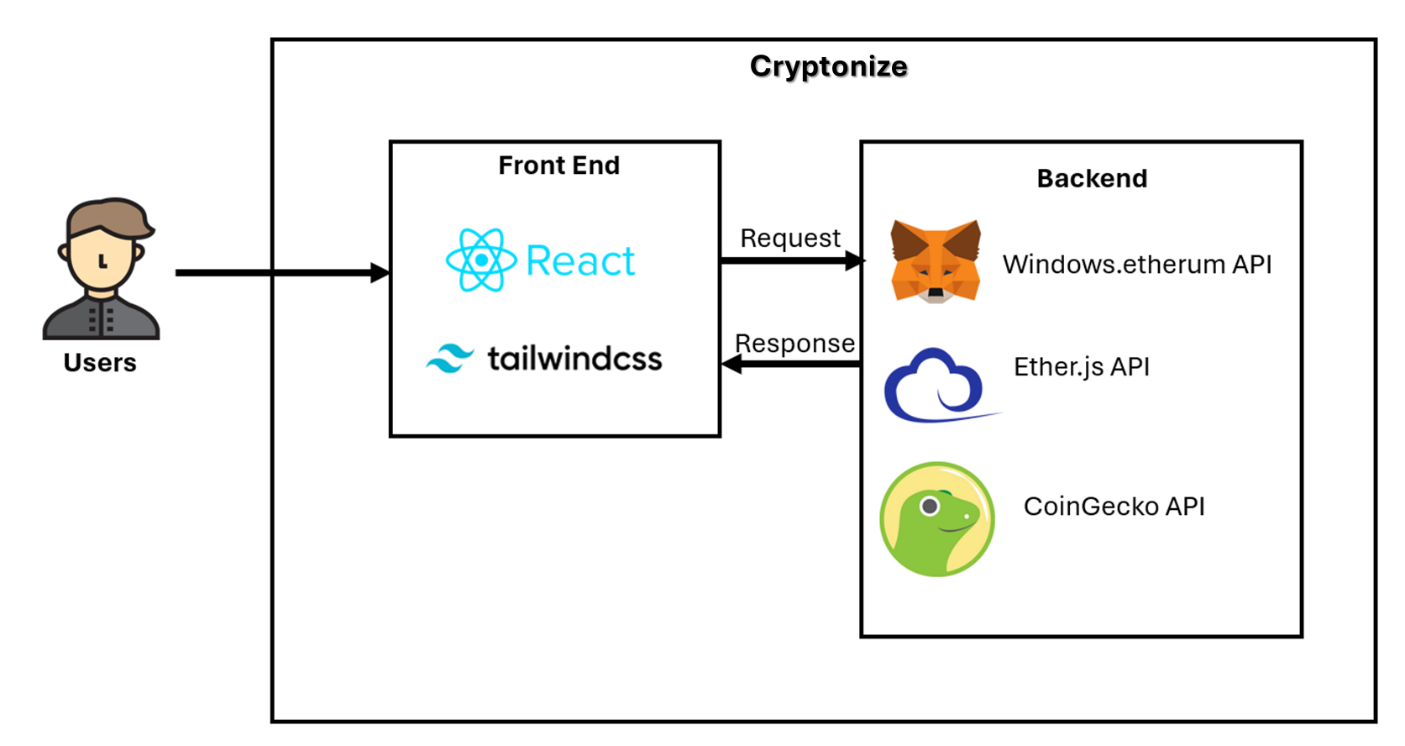 Cryptonize
Front End
React
tailwindcss
Users
Request
Response
Backend
Windows.etherum API
Ether.js API
CoinGecko API